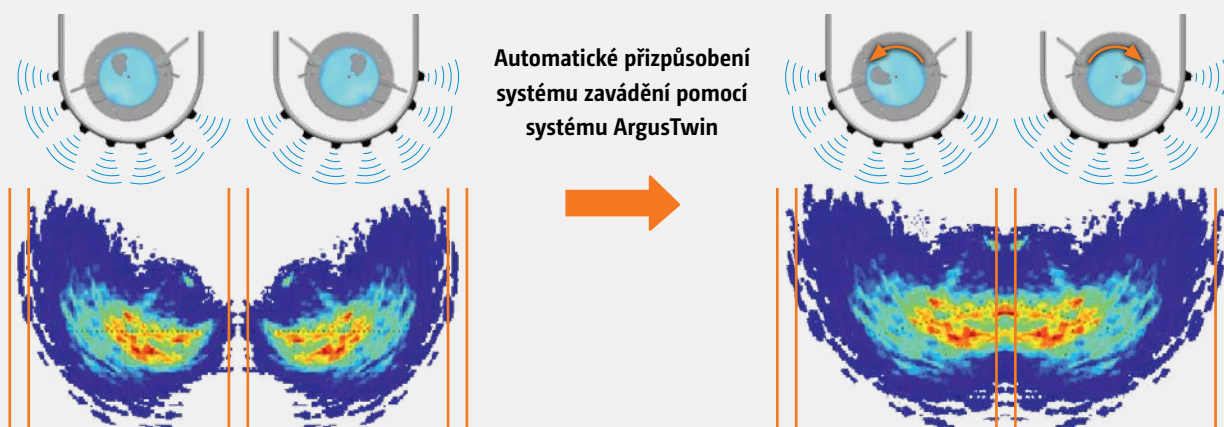 Automatické přizpůsobení
systému zavádění pomocí
systému ArgusTwin